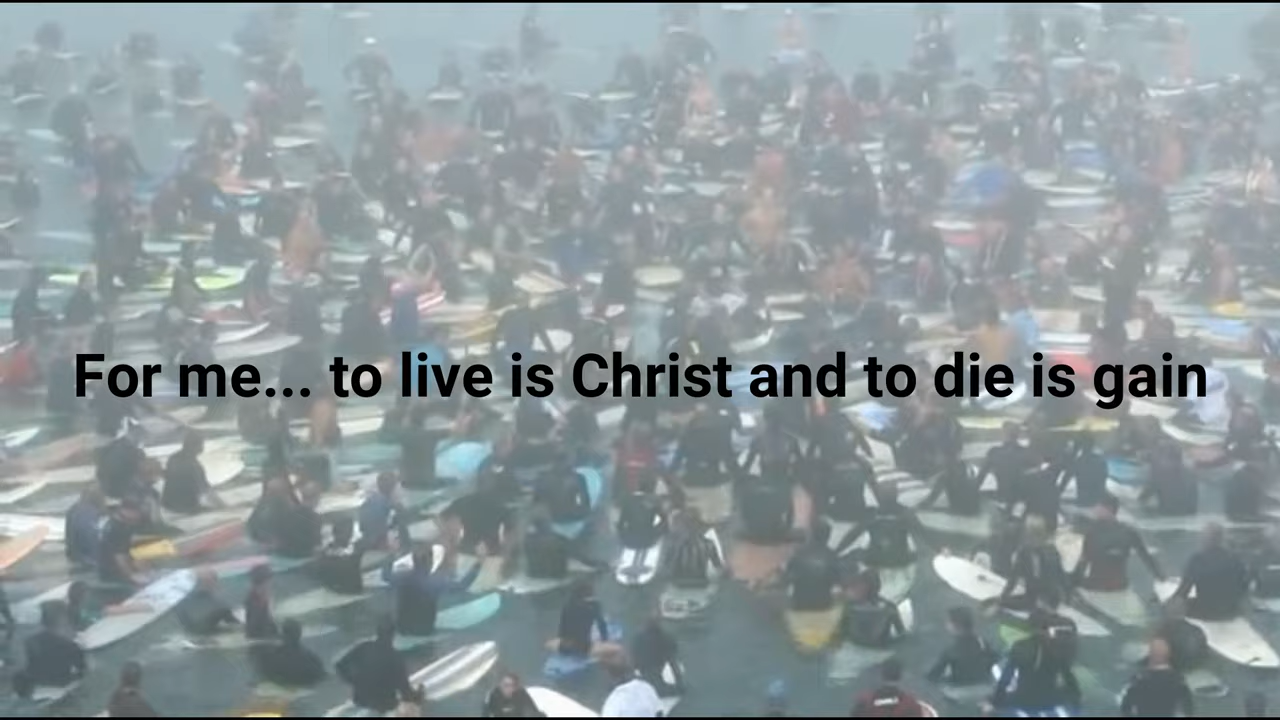 For me... to live is Christ and to die is gain